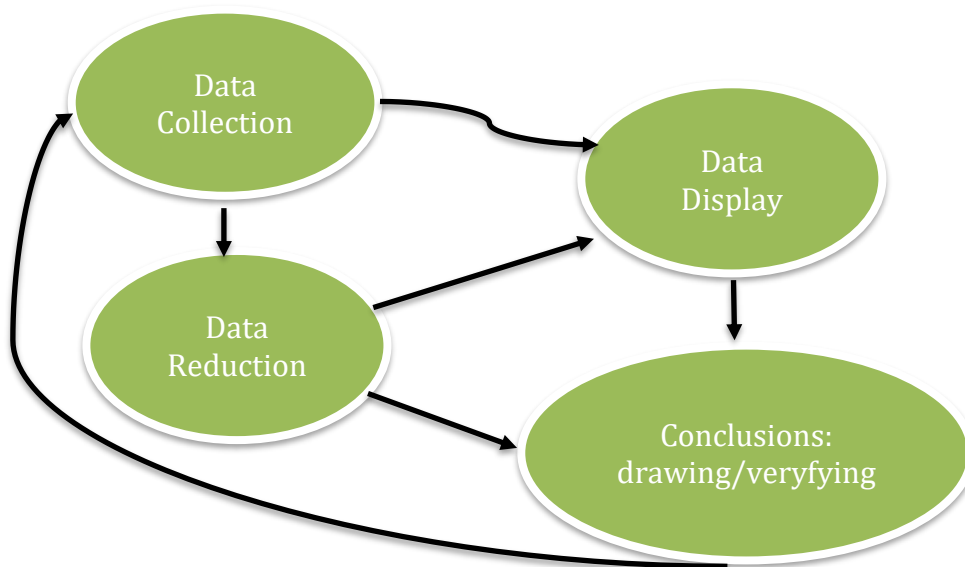 Data
Collection
Data
Display
Data
Reduction
Conclusions:
drawing/veryfying